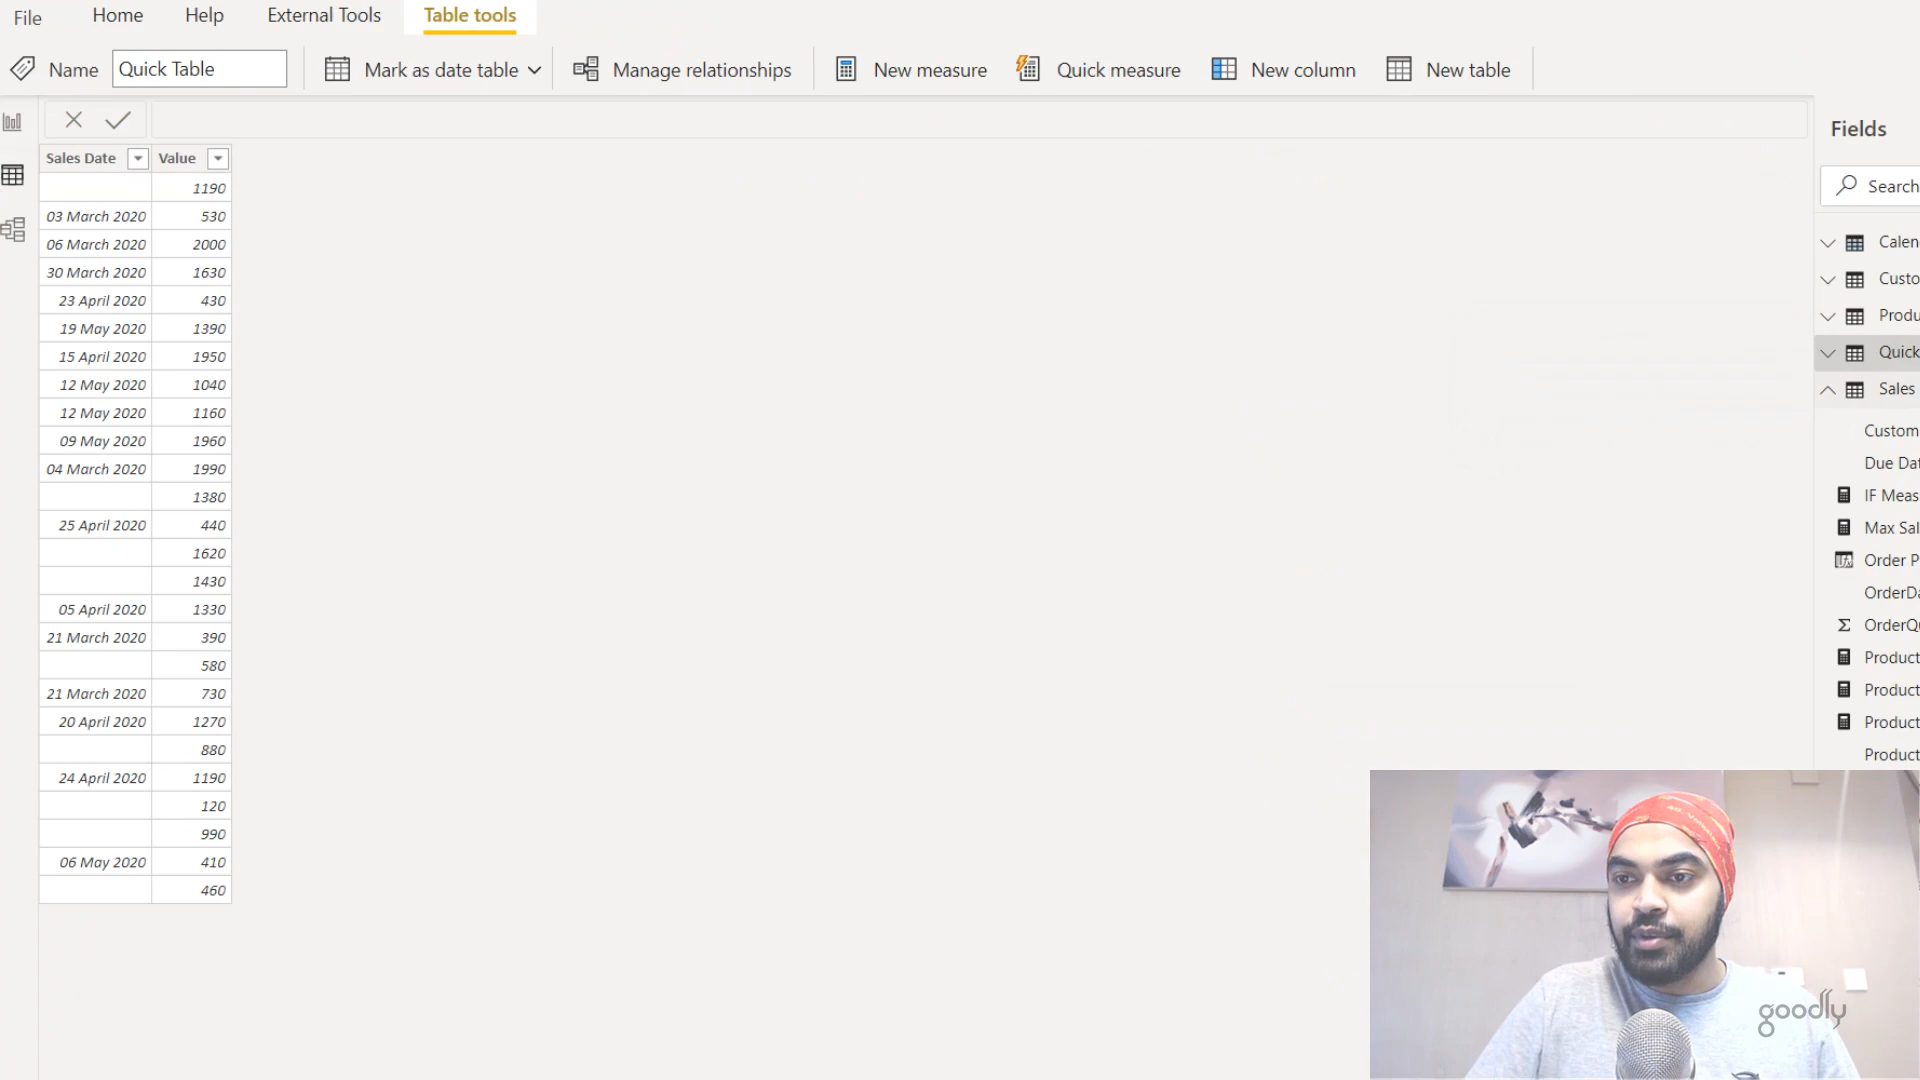 File Home Help External Tools Table tools
Name Quick Table Mark as date table Manage relationships New measure Quick measure New column New table
Fields
Search
Sales Date Value
1190
03 March 2020 530
06 March 2020 2000
30 March 2020 1630
23 April 2020 430
19 May 2020 1390
15 April 2020 1950
12 May 2020 1040
12 May 2020 1160
09 May 2020 1960
04 March 2020 1990
1380
25 April 2020 440
1620
1430
05 April 2020 1330
21 March 2020 390
580
21 March 2020 730
20 April 2020 1270
880
24 April 2020 1190
120
990
06 May 2020 410
460
Calen
Custo
Produ
Quick
Sales
Custom
Due Dat
IF Meas
Max Sal
Order P
OrderDa
Σ OrderQu
Product
Product
Product
Product
goodly